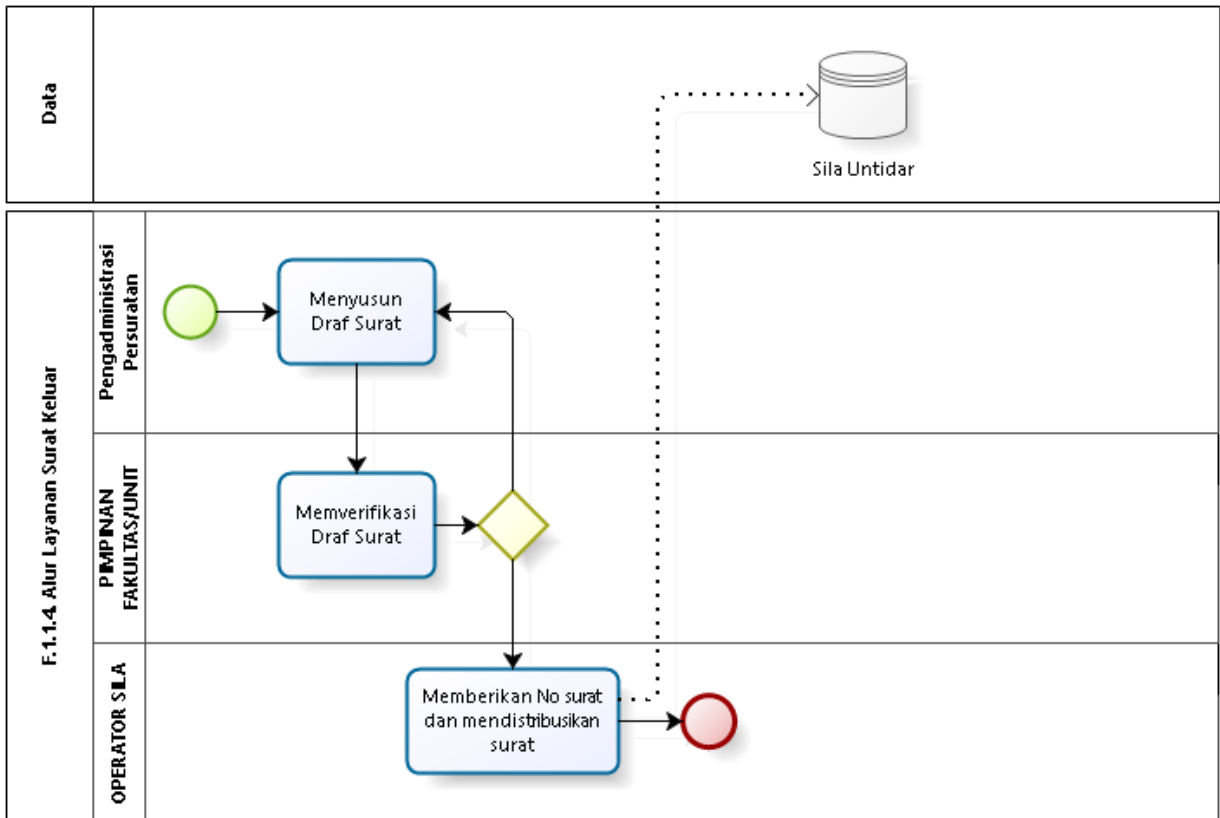 Data
Sila Untidar
F.1.1.4. Alur Layanan Surat Keluar
Pengadministrasi
Persuratan
Menyusun
Draf Surat
PIMPINAN
FAKULTAS/UNIT
Memverifikasi
Draf Surat
OPERATOR SILA
Memberikan No surat
dan mendistribusikan
surat